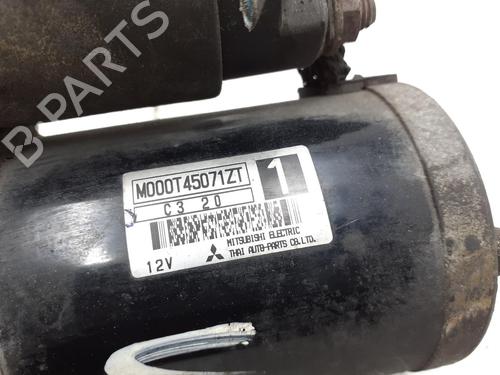 M000T45071ZT 1
C3 20
12V
MITSUBISHI ELECTRIC
THAI AUTO-PARTS CO.,LTD.
B-PARTS